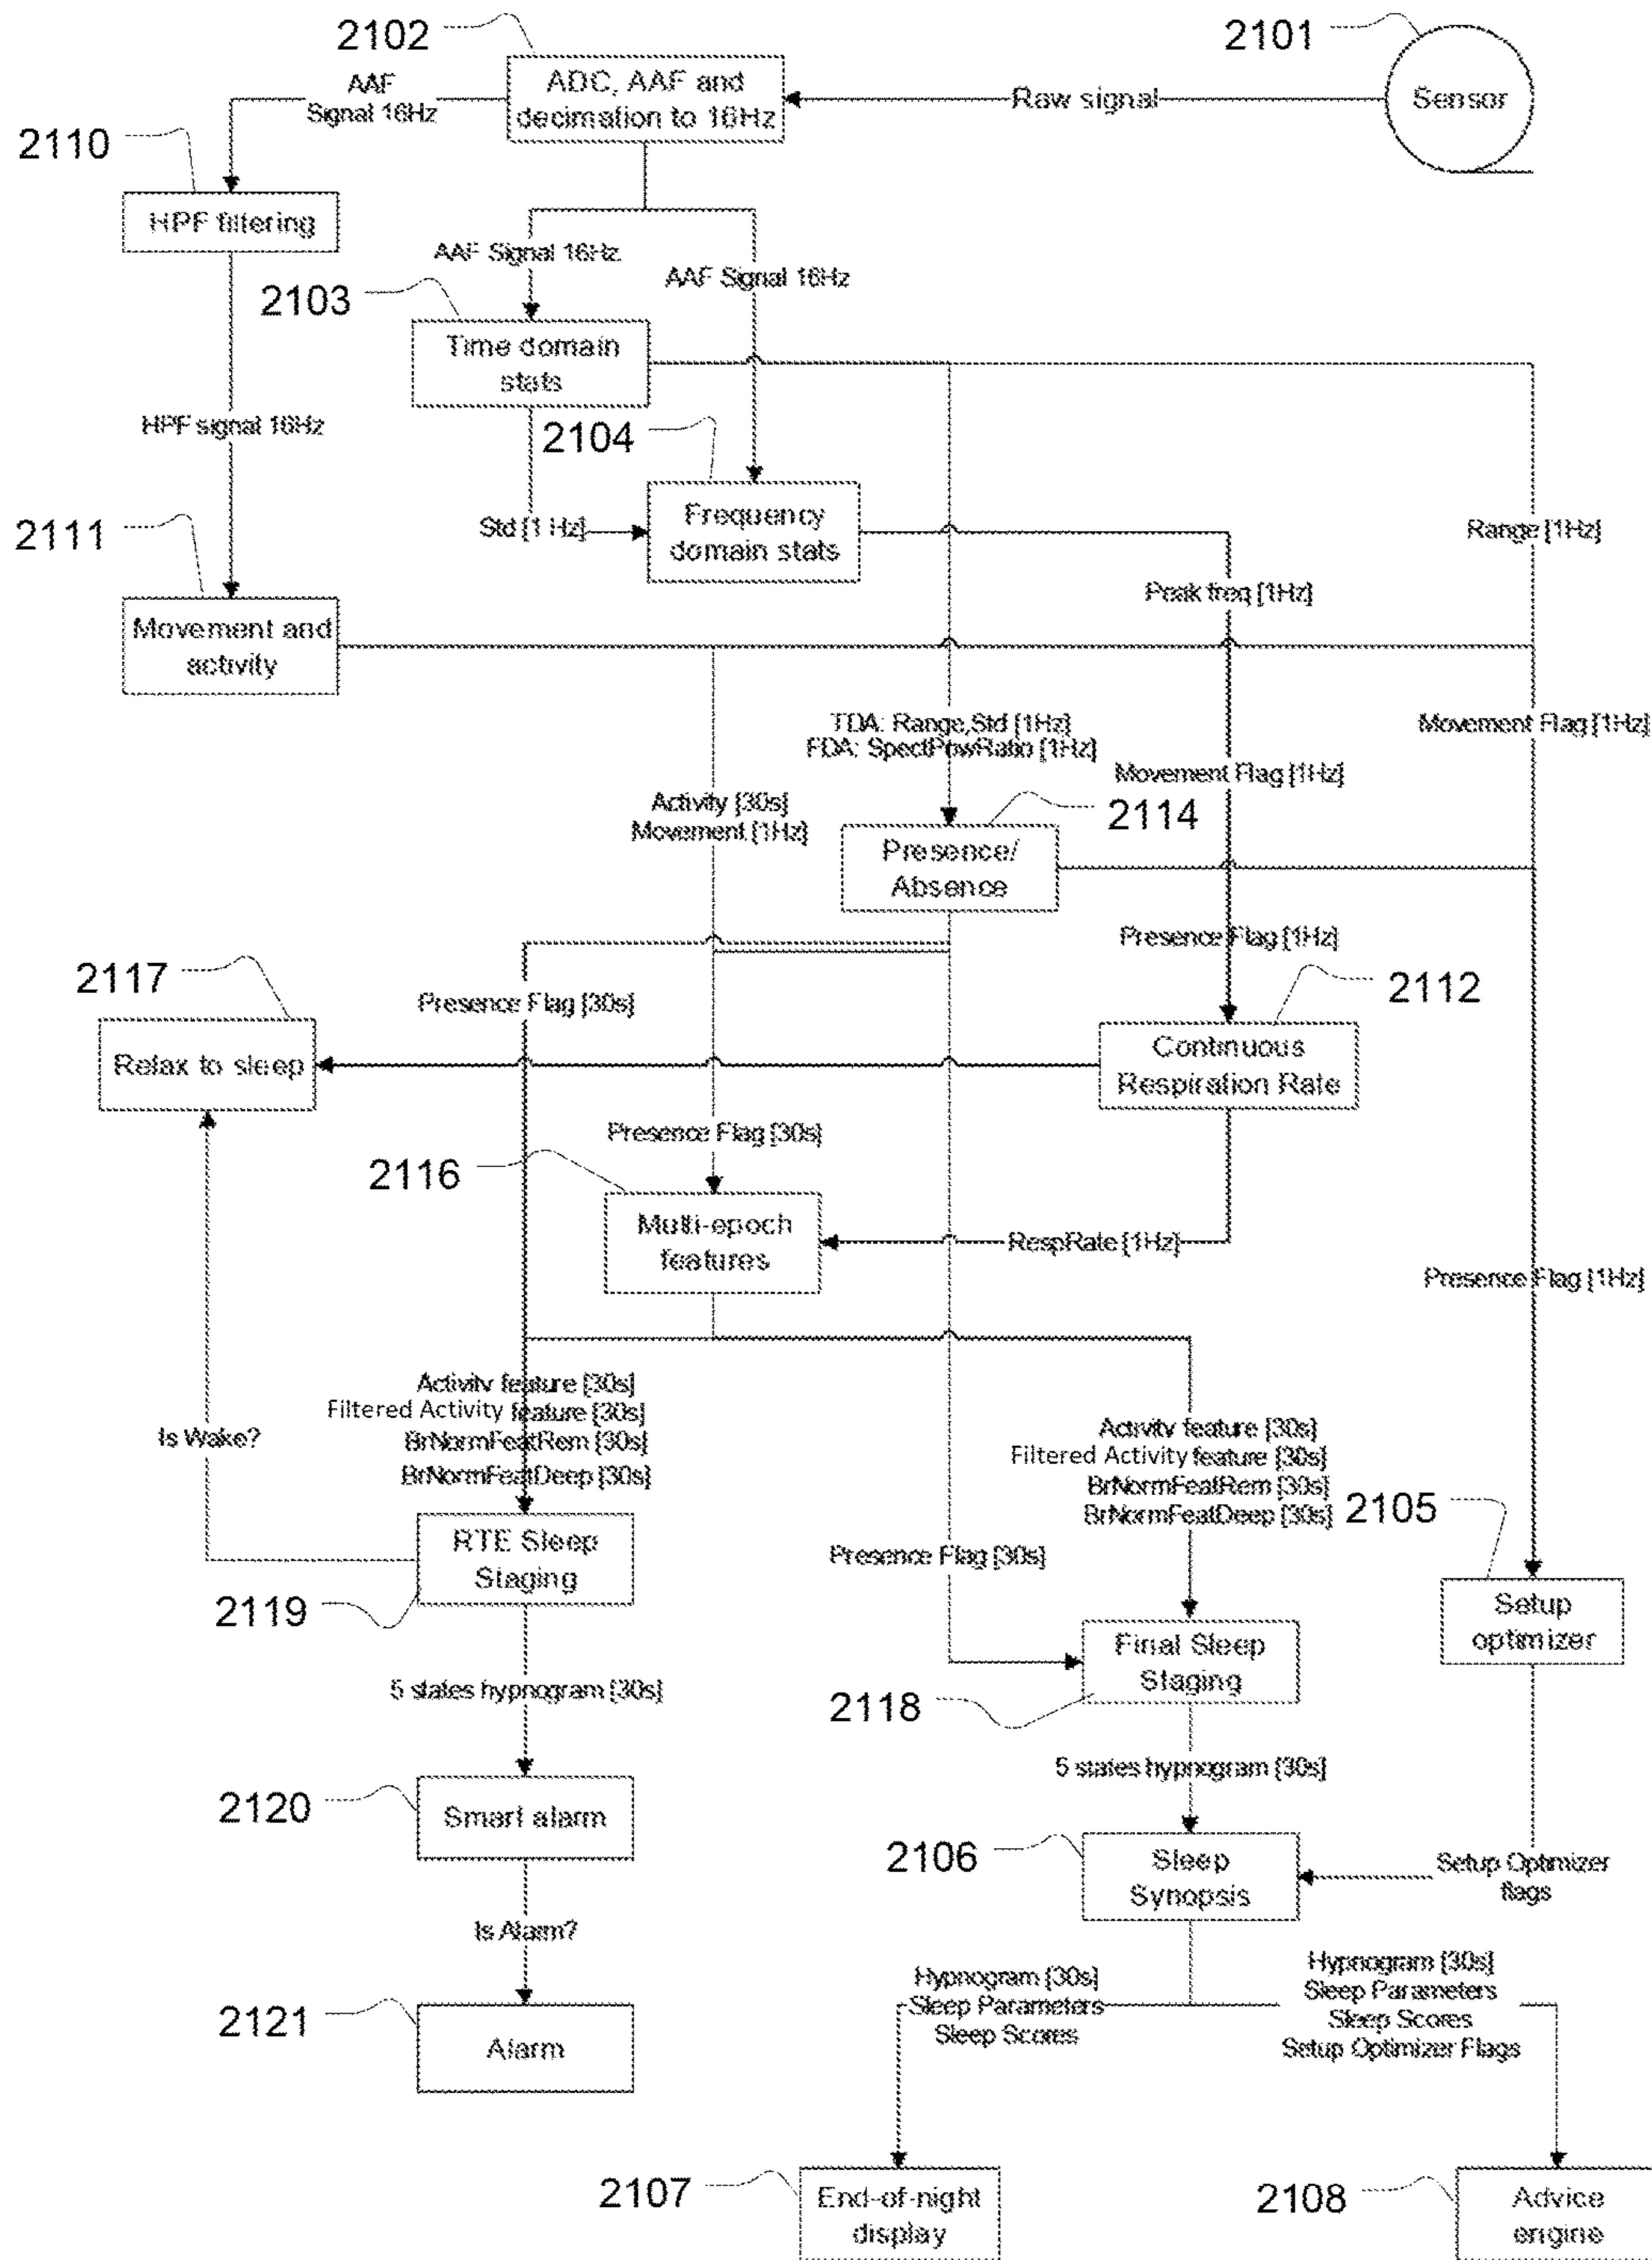 2102
2101
ADC, AAF and
decimation to 16Hz
Raw signal
Sensor
AAF
Signal 16Hz
2110
HPF filtering
AAF Signal 16Hz
AAF Signal 16Hz
2103
Time domain
stats
HPF signal 16Hz
2104
Frequency
domain stats
Std [1 Hz]
Range [1Hz]
2111
Peak freq [1Hz]
Movement and
activity
TDA: Range,Std [1Hz]
FDA: SpectPowRatio [1Hz]
Movement Flag [1Hz]
Movement Flag [1Hz]
Activity [30s]
Movement [1Hz]
2114
Presence/
Absence
Presence Flag [1Hz]
2117
Presence Flag [30s]
2112
Relax to sleep
Continuous
Respiration Rate
Presence Flag [30s]
2116
Multi-epoch
features
RespRate [1Hz]
Presence Flag [1Hz]
Activity feature [30s]
Filtered Activity feature [30s]
BrNormFeatRem [30s]
BrNormFeatDeep [30s]
Is Wake?
Activity feature [30s]
Filtered Activity feature [30s]
BrNormFeatRem [30s]
BrNormFeatDeep [30s]
2105
RTE Sleep
Staging
2119
Presence Flag [30s]
Setup
optimizer
Final Sleep
Staging
2118
5 states hypnogram [30s]
5 states hypnogram [30s]
2120
Smart alarm
2106
Sleep
Synopsis
Setup Optimizer
flags
Is Alarm?
Hypnogram [30s]
Sleep Parameters
Sleep Scores
Hypnogram [30s]
Sleep Parameters
Sleep Scores
Setup Optimizer Flags
2121
Alarm
2107
End-of-night
display
2108
Advice
engine